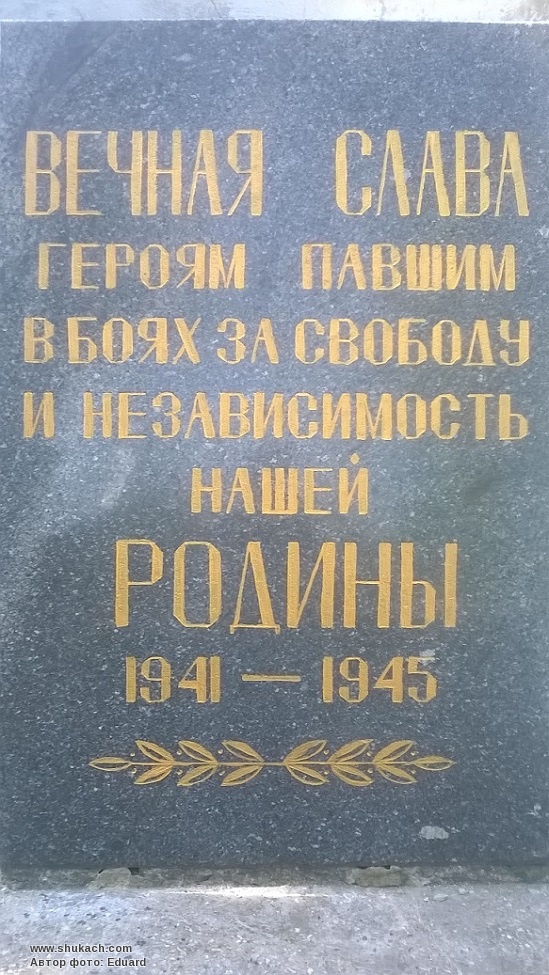 ВЕЧНАЯ СЛАВА
ГЕРОЯМ ПАВШИМ
В БОЯХ ЗА СВОБОДУ
И НЕЗАВИСИМОСТЬ
НАШЕЙ
РОДИНЫ
1941 — 1945
www.shukach.com
Автор фото: Eduard